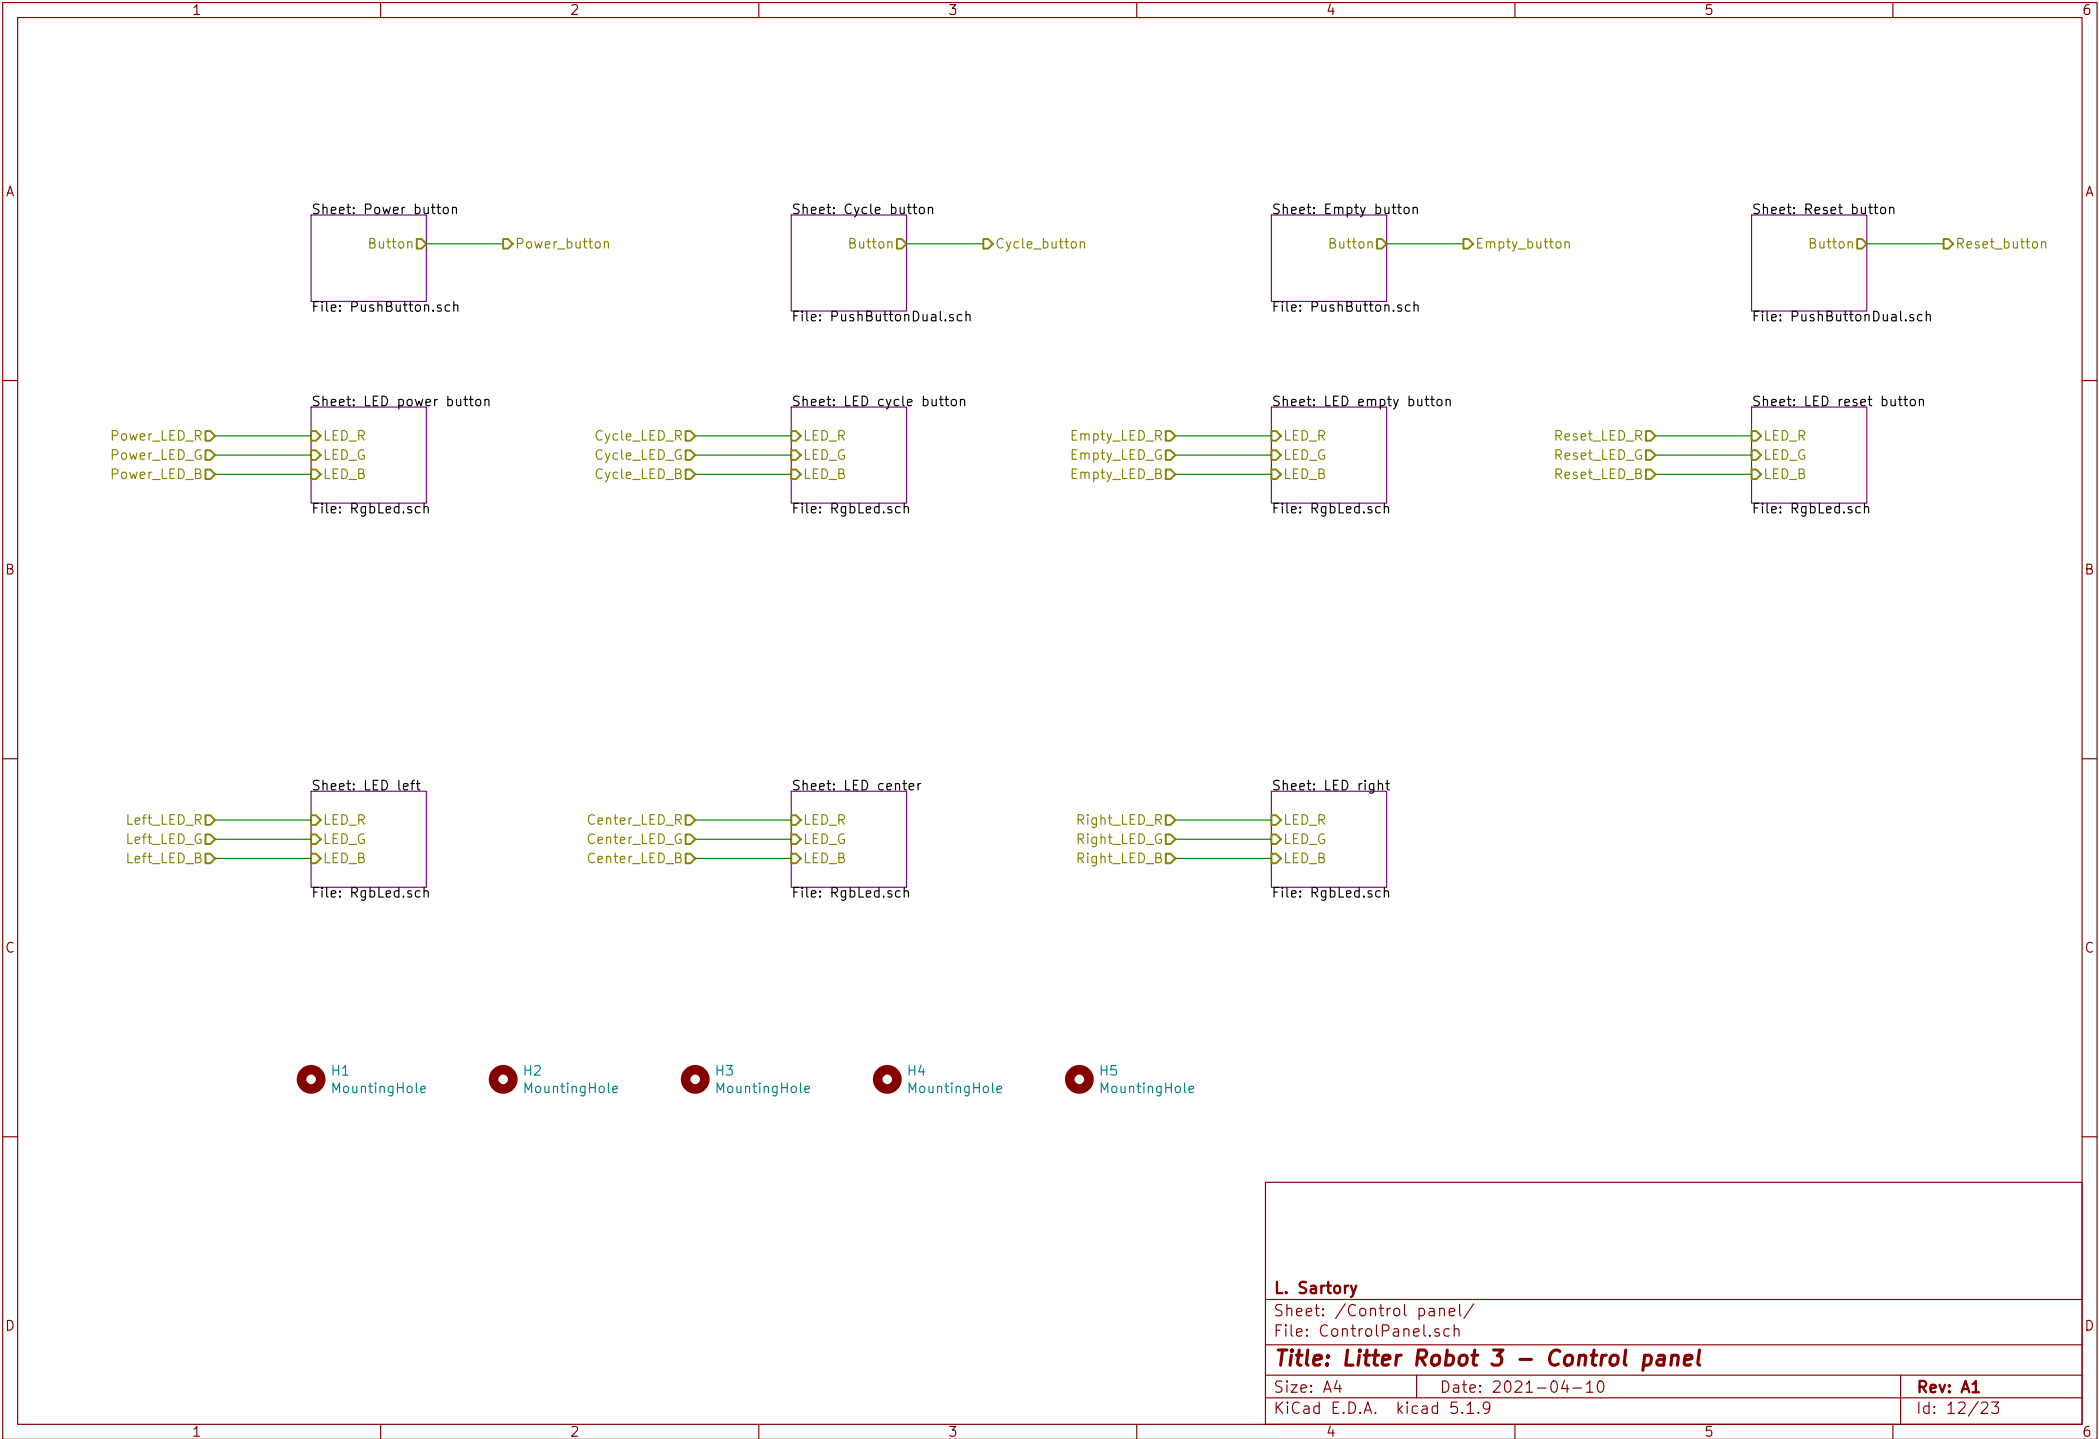 1 2 3 4 5 6
A A
Sheet: Power button
Button Power_button
File: PushButton.sch
Sheet: Cycle button
Button Cycle_button
File: PushButtonDual.sch
Sheet: Empty button
Button Empty_button
File: PushButton.sch
Sheet: Reset button
Button Reset_button
File: PushButtonDual.sch
Sheet: LED power button
Power_LED_R LED_R
Power_LED_G LED_G
Power_LED_B LED_B
File: RgbLed.sch
Sheet: LED cycle button
Cycle_LED_R LED_R
Cycle_LED_G LED_G
Cycle_LED_B LED_B
File: RgbLed.sch
Sheet: LED empty button
Empty_LED_R LED_R
Empty_LED_G LED_G
Empty_LED_B LED_B
File: RgbLed.sch
Sheet: LED reset button
Reset_LED_R LED_R
Reset_LED_G LED_G
Reset_LED_B LED_B
File: RgbLed.sch
B B
Sheet: LED left
Left_LED_R LED_R
Left_LED_G LED_G
Left_LED_B LED_B
File: RgbLed.sch
Sheet: LED center
Center_LED_R LED_R
Center_LED_G LED_G
Center_LED_B LED_B
File: RgbLed.sch
Sheet: LED right
Right_LED_R LED_R
Right_LED_G LED_G
Right_LED_B LED_B
File: RgbLed.sch
C C
H1
MountingHole
H2
MountingHole
H3
MountingHole
H4
MountingHole
H5
MountingHole
L. Sartory
Sheet: /Control panel/
File: ControlPanel.sch
D D
Title: Litter Robot 3 – Control panel
Size: A4 Date: 2021-04-10 Rev: A1
KiCad E.D.A. kicad 5.1.9 Id: 12/23
1 2 3 4 5 6